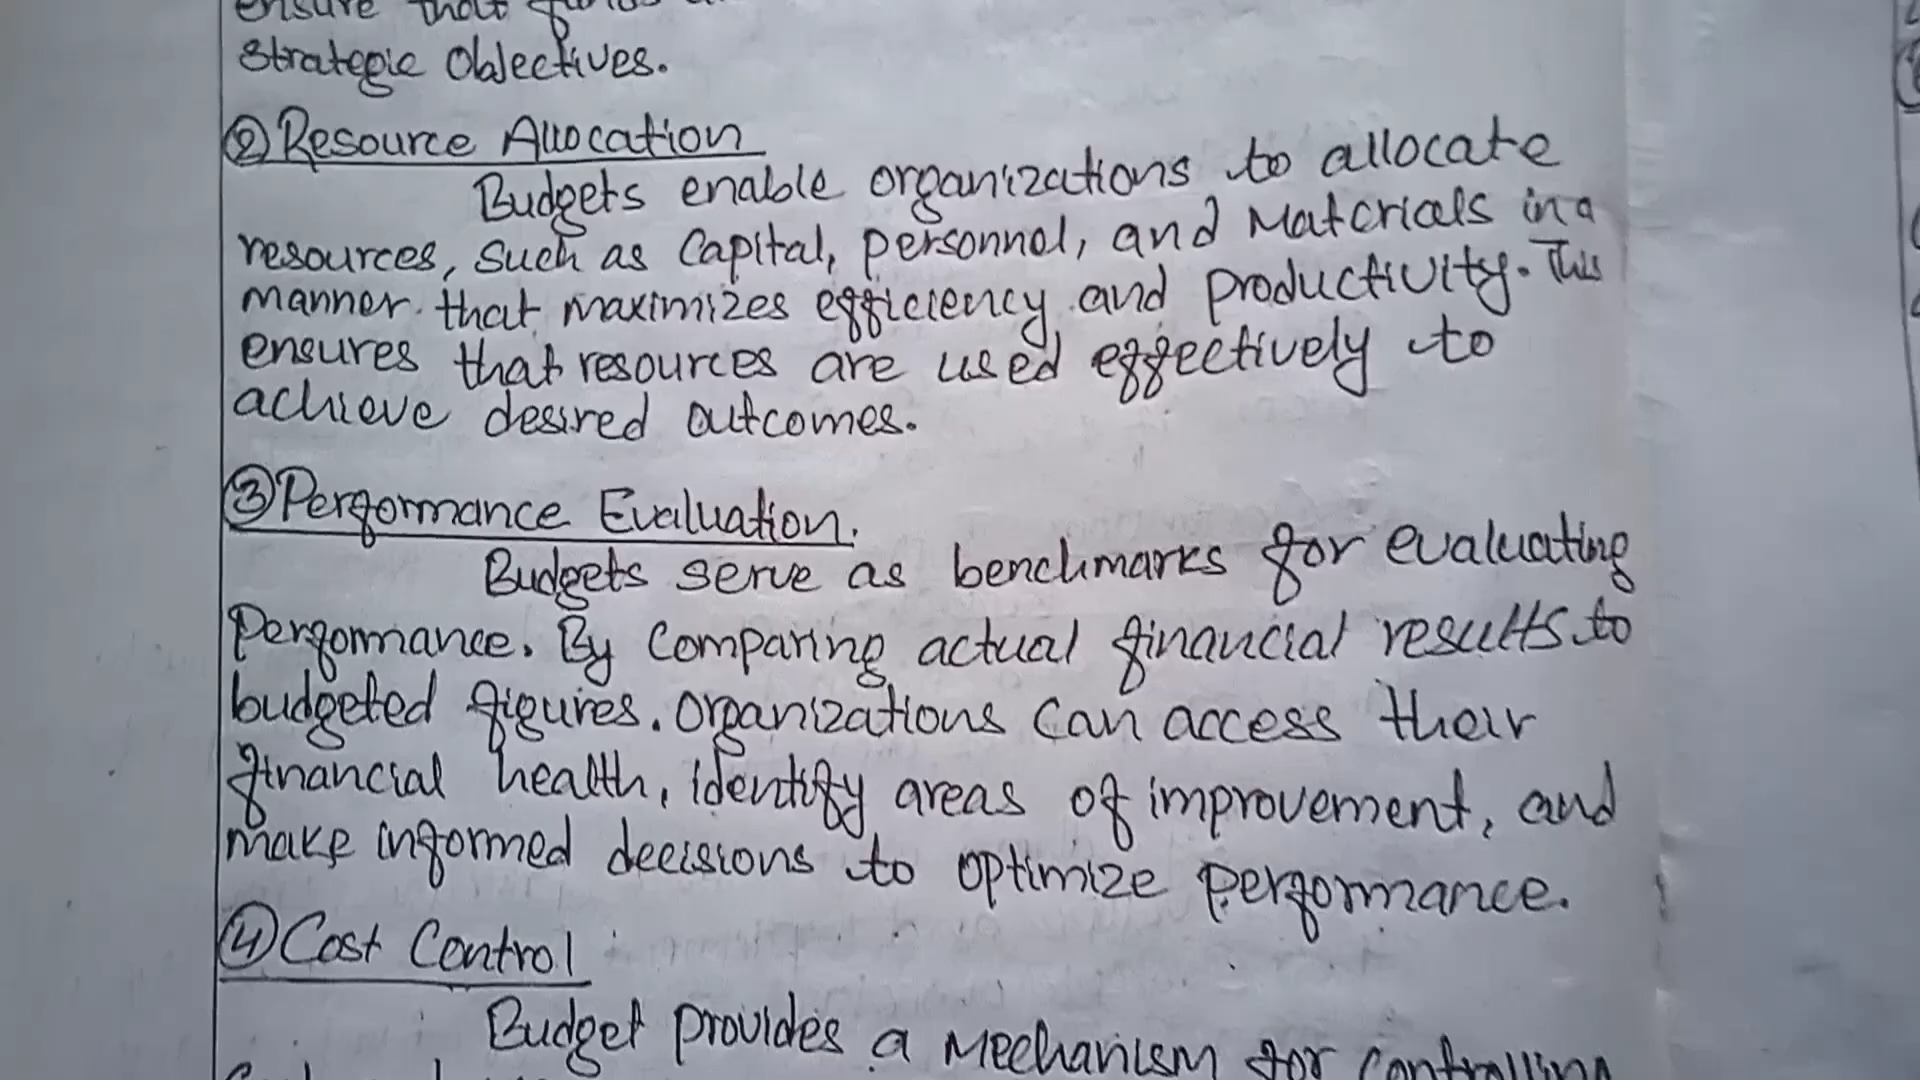 ensure that funds
Strategic Objectives.
② Resource Allocation
Budgets enable organizations to allocate
resources, such as Capital, personnel, and Materials in a
manner that maximizes efficiency and productivity. This
ensures that resources are used effectively to
achieve desired outcomes.
③ Performance Evaluation.
Budgets serve as benchmarks for evaluating
Performance. By Comparing actual financial results to
budgeted figures. Organizations Can access their
financial health, identify areas of improvement, and
make informed decisions to optimize performance.
④ Cost Control
Budget provides a Mechanism for Controlling